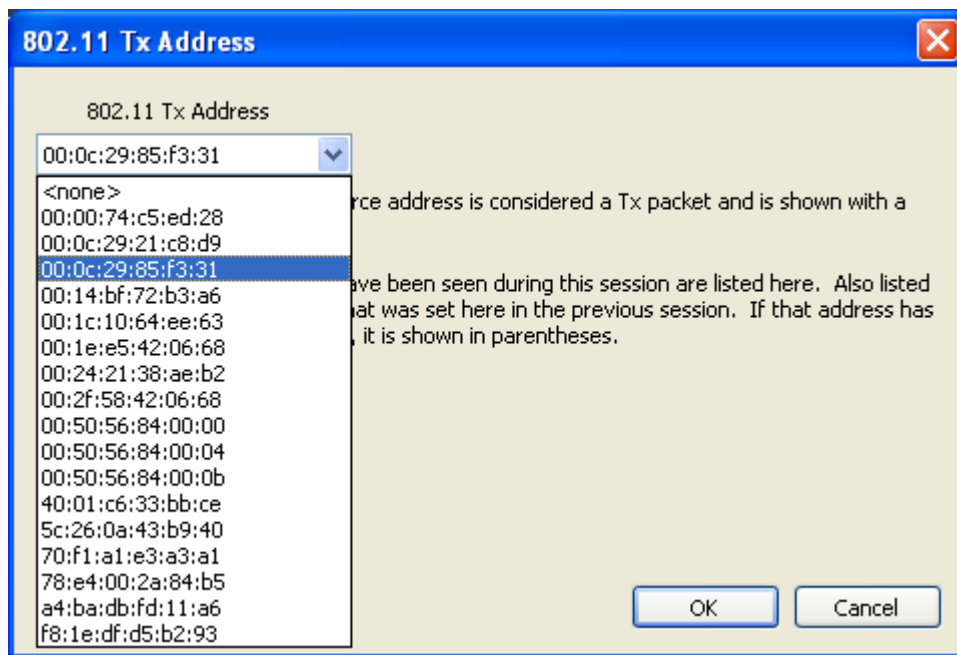 802.11 Tx Address
802.11 Tx Address
00:0c:29:85:f3:31
<none>
00:00:74:c5:ed:28
rce address is considered a Tx packet and is shown with a
00:0c:29:21:c8:d9
00:0c:29:85:f3:31
ave been seen during this session are listed here.  Also listed
00:14:bf:72:b3:a6
at was set here in the previous session.  If that address has
00:1c:10:64:ee:63
, it is shown in parentheses.
00:1e:e5:42:06:68
00:24:21:38:ae:b2
00:2f:58:42:06:68
00:50:56:84:00:00
00:50:56:84:00:04
00:50:56:84:00:0b
40:01:c6:33:bb:ce
5c:26:0a:43:b9:40
70:f1:a1:e3:a3:a1
78:e4:00:2a:84:b5
a4:ba:db:fd:11:a6
f8:1e:df:d5:b2:93
OK
Cancel